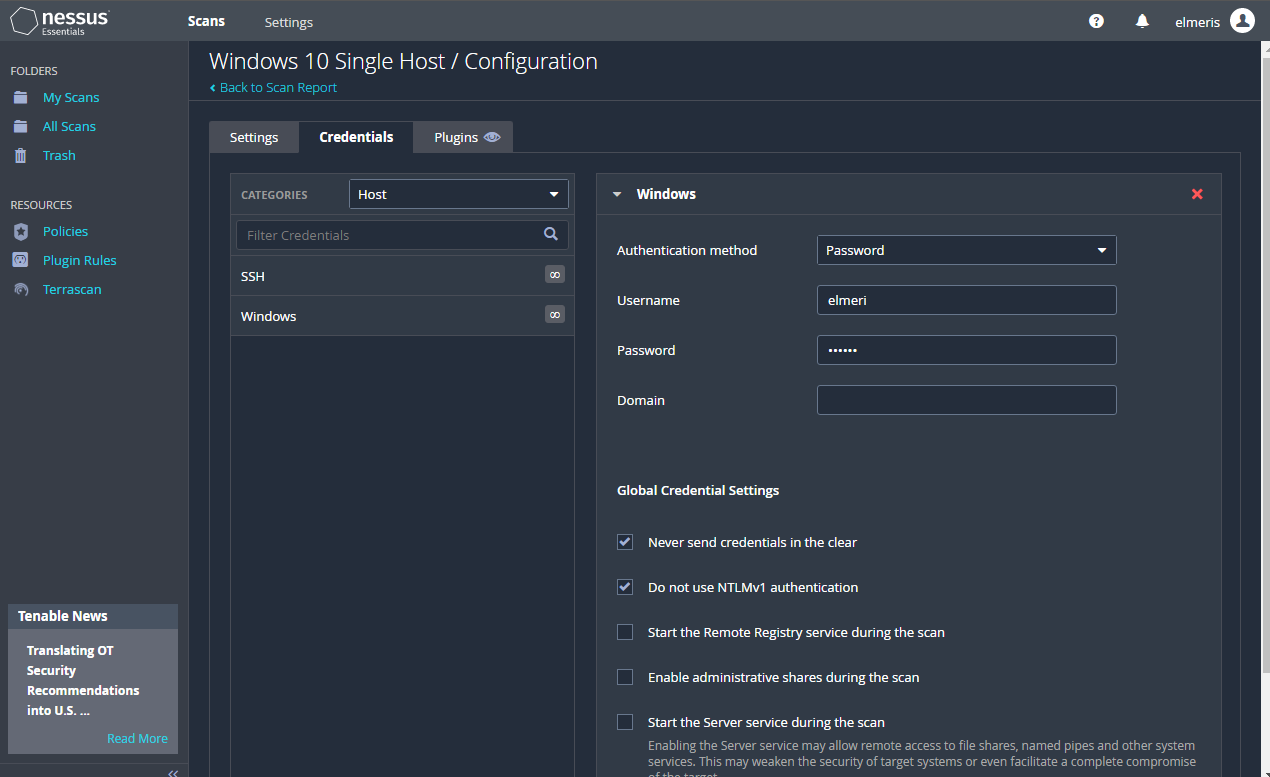 nessus
Essentials
Scans
Settings
elmeris
FOLDERS
My Scans
All Scans
Trash
RESOURCES
Policies
Plugin Rules
Terrascan
Tenable News
Translating OT
Security
Recommendations
into U.S. ...
Read More
Windows 10 Single Host / Configuration
Back to Scan Report
Settings
Credentials
Plugins
CATEGORIES
Host
Filter Credentials
SSH
∞
Windows
∞
Windows
Authentication method
Password
Username
elmeri
Password
••••••
Domain
Global Credential Settings
Never send credentials in the clear
Do not use NTLMv1 authentication
Start the Remote Registry service during the scan
Enable administrative shares during the scan
Start the Server service during the scan
Enabling the Server service may allow remote access to file shares, named pipes and other system
services. This may weaken the security of target systems or even facilitate a complete compromise
of the target.